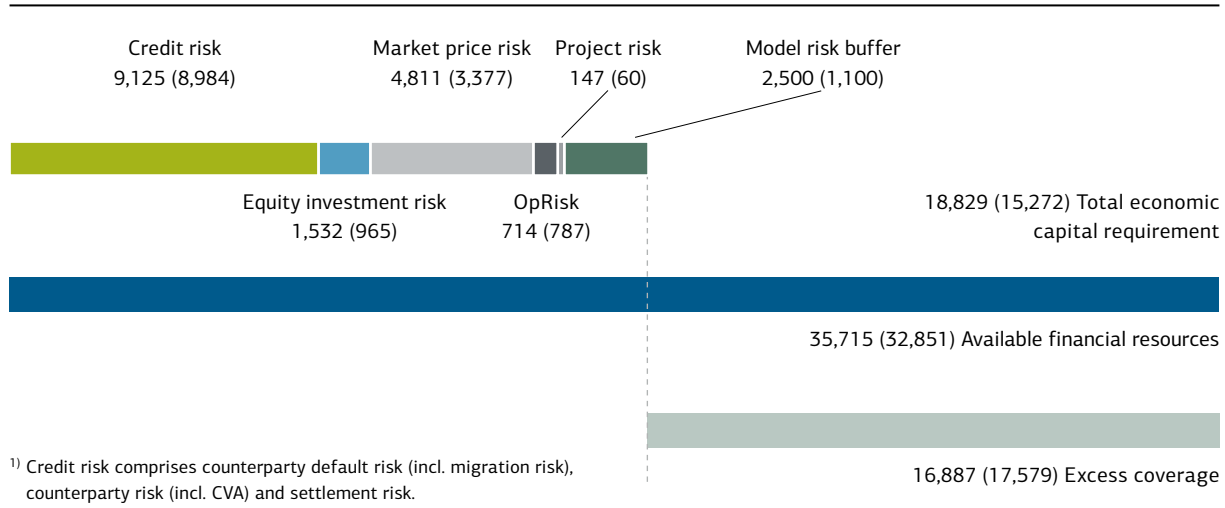 Credit risk
9,125 (8,984)
Market price risk
4,811 (3,377)
Project risk
147 (60)
Model risk buffer
2,500 (1,100)
Equity investment risk
1,532 (965)
OpRisk
714 (787)
18,829 (15,272) Total economic
capital requirement
35,715 (32,851) Available financial resources
16,887 (17,579) Excess coverage
1) Credit risk comprises counterparty default risk (incl. migration risk),
counterparty risk (incl. CVA) and settlement risk.